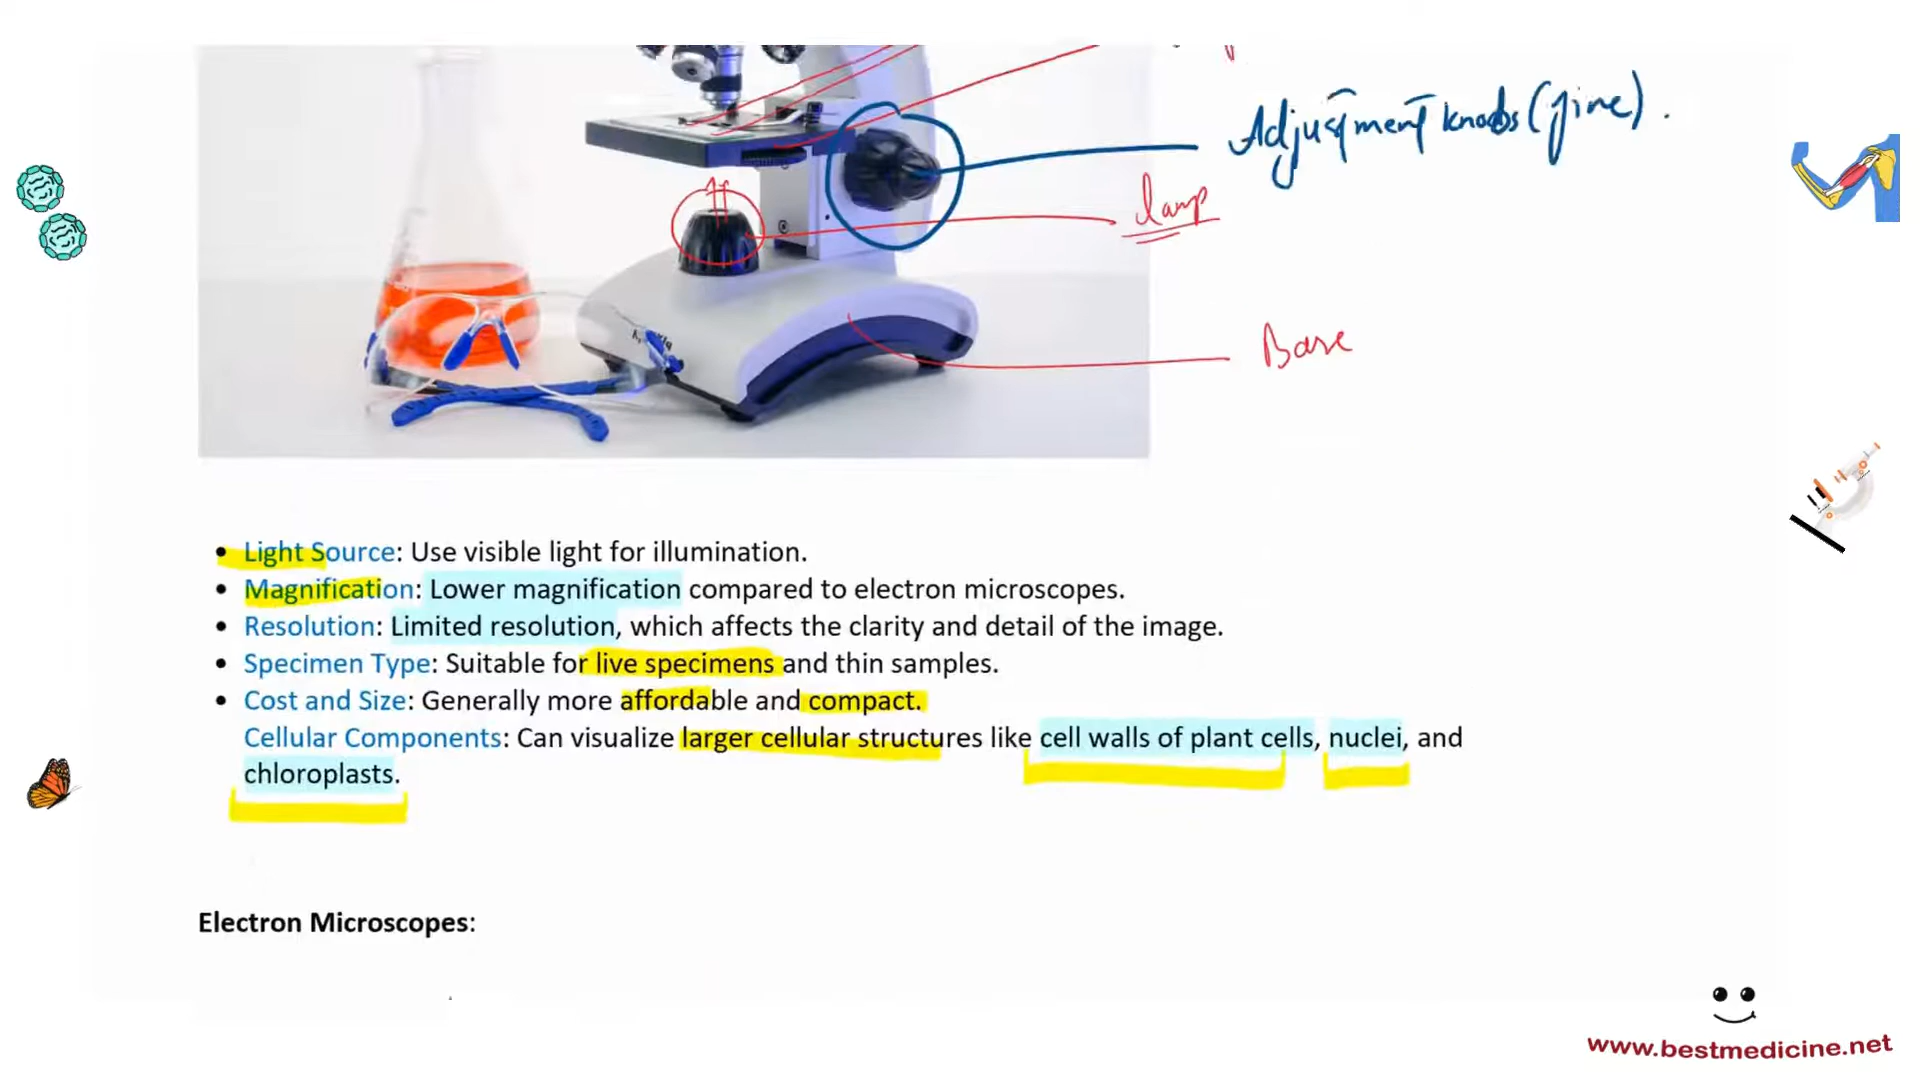 Adjustment knobs (fine).
lamp
Base
• Light Source: Use visible light for illumination.
• Magnification: Lower magnification compared to electron microscopes.
• Resolution: Limited resolution, which affects the clarity and detail of the image.
• Specimen Type: Suitable for live specimens and thin samples.
• Cost and Size: Generally more affordable and compact.
Cellular Components: Can visualize larger cellular structures like cell walls of plant cells, nuclei, and
chloroplasts.
Electron Microscopes:
www.bestmedicine.net